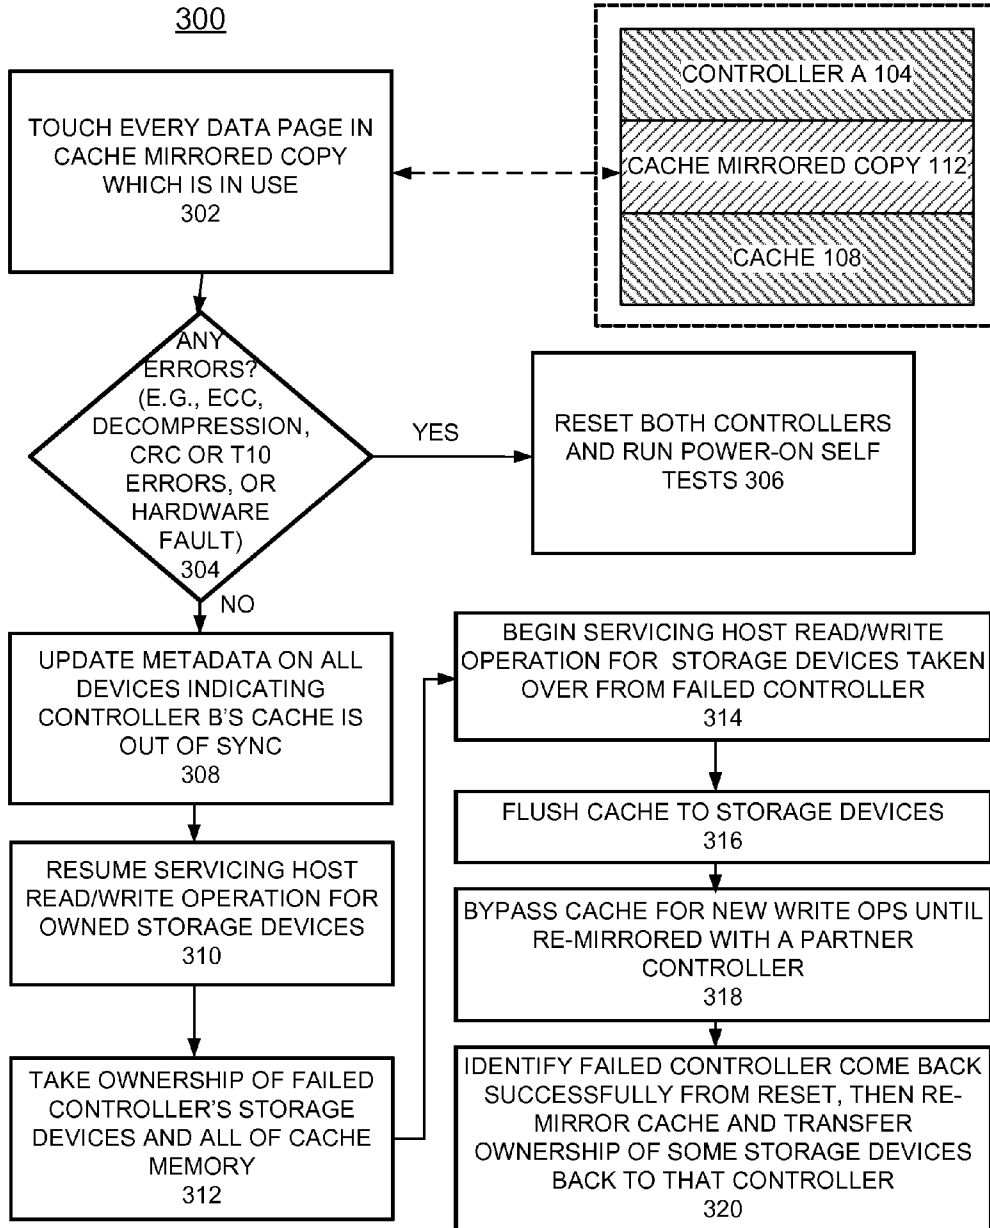 300
TOUCH EVERY DATA PAGE IN
CACHE MIRRORED COPY
WHICH IS IN USE
302
CONTROLLER A 104
CACHE MIRRORED COPY 112
CACHE 108
ANY
ERRORS?
(E.G., ECC,
DECOMPRESSION,
CRC OR T10
ERRORS, OR
HARDWARE
FAULT)
304
YES
RESET BOTH CONTROLLERS
AND RUN POWER-ON SELF
TESTS 306
NO
UPDATE METADATA ON ALL
DEVICES INDICATING
CONTROLLER B'S CACHE IS
OUT OF SYNC
308
RESUME SERVICING HOST
READ/WRITE OPERATION FOR
OWNED STORAGE DEVICES
310
TAKE OWNERSHIP OF FAILED
CONTROLLER'S STORAGE
DEVICES AND ALL OF CACHE
MEMORY
312
BEGIN SERVICING HOST READ/WRITE
OPERATION FOR STORAGE DEVICES TAKEN
OVER FROM FAILED CONTROLLER
314
FLUSH CACHE TO STORAGE DEVICES
316
BYPASS CACHE FOR NEW WRITE OPS UNTIL
RE-MIRRORED WITH A PARTNER
CONTROLLER
318
IDENTIFY FAILED CONTROLLER COME BACK
SUCCESSFULLY FROM RESET, THEN RE-
MIRROR CACHE AND TRANSFER
OWNERSHIP OF SOME STORAGE DEVICES
BACK TO THAT CONTROLLER
320